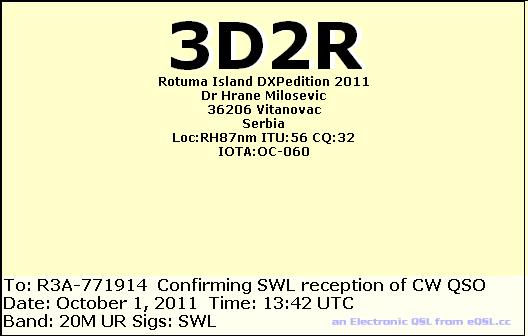 3D2R
Rotuma Island DXPedition 2011
Dr Hrane Milosevic
36206 Vitanovac
Serbia
Loc:RH87nm ITU:56 CQ:32
IOTA:OC-060
To: R3A-771914 Confirming SWL reception of CW QSO
Date: October 1, 2011 Time: 13:42 UTC
Band: 20M UR Sigs: SWL
an Electronic QSL from eQSL.cc